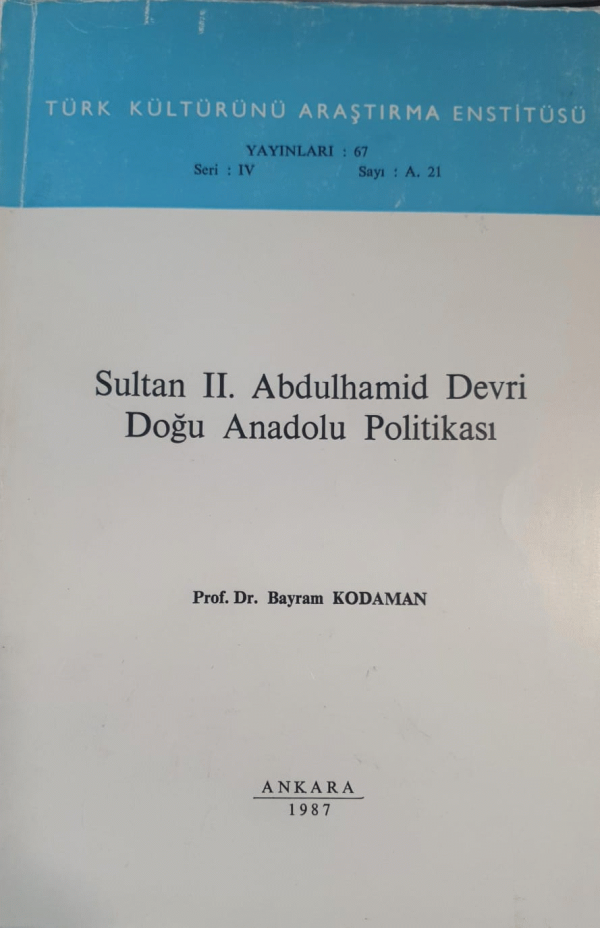 TÜRK KÜLTÜRÜNÜ ARAŞTIRMA ENSTİTÜSÜ
YAYINLARI : 67
Seri : IV Sayı : A. 21
Sultan II. Abdulhamid Devri
Doğu Anadolu Politikası
Prof. Dr. Bayram KODAMAN
ANKARA
1987